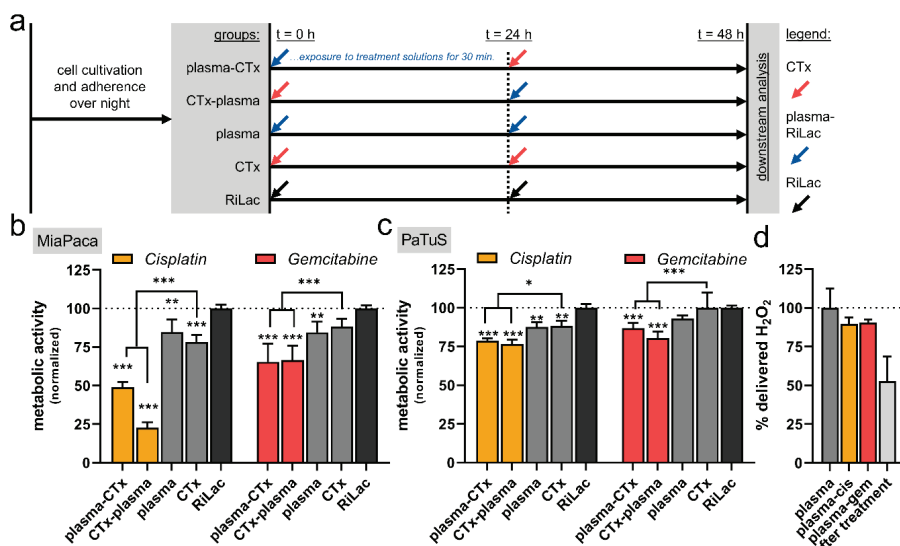 a
groups:
t = 0 h
t = 24 h
t = 48 h
legend:
...exposure to treatment solutions for 30 min.
cell cultivation
and adherence
over night
plasma-CTx
CTx-plasma
plasma
CTx
RiLac
downstream analysis
CTx
plasma-
RiLac
RiLac
b
MiaPaca
Cisplatin
Gemcitabine
metabolic activity
(normalized)
125
100
75
50
25
0
***
***
**
***
***
***
***
***
**
plasma-CTx
CTx-plasma
plasma
CTx
RiLac
plasma-CTx
CTx-plasma
plasma
CTx
RiLac
c
PaTuS
Cisplatin
Gemcitabine
metabolic activity
(normalized)
125
100
75
50
25
0
*
***
***
**
**
***
***
***
plasma-CTx
CTx-plasma
plasma
CTx
RiLac
plasma-CTx
CTx-plasma
plasma
CTx
RiLac
d
% delivered H₂O₂
125
100
75
50
25
0
plasma
plasma-cis
plasma-gem
fter treatment